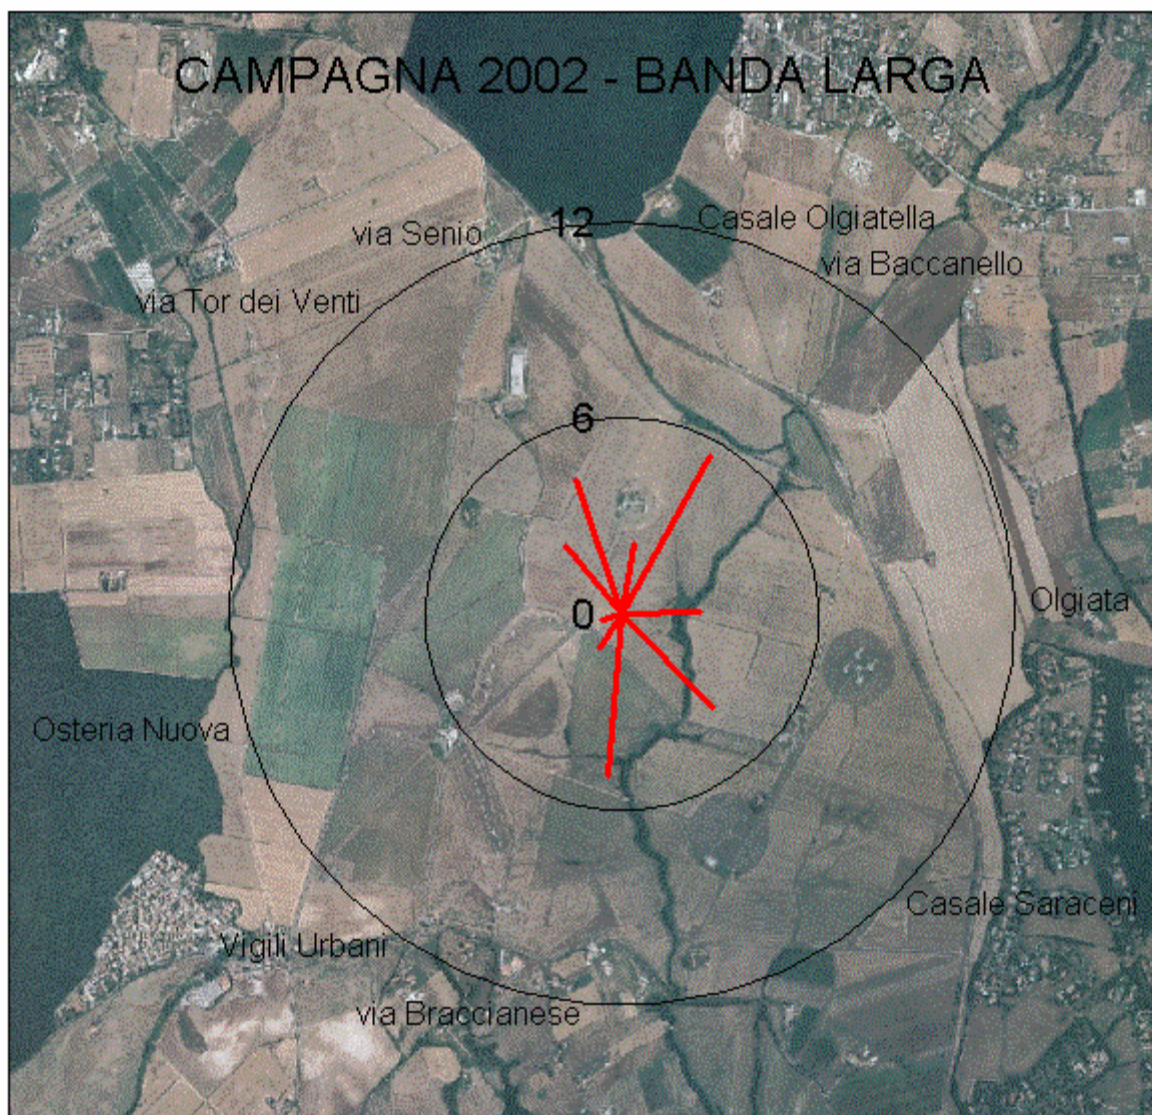 CAMPAGNA 2002 - BANDA LARGA
12
Casale Olgiatella
via Senio
via Baccanello
via Tor dei Venti
6
0
Olgiata
Osteria Nuova
Casale Saraceni
Vigili Urbani
via Braccianese